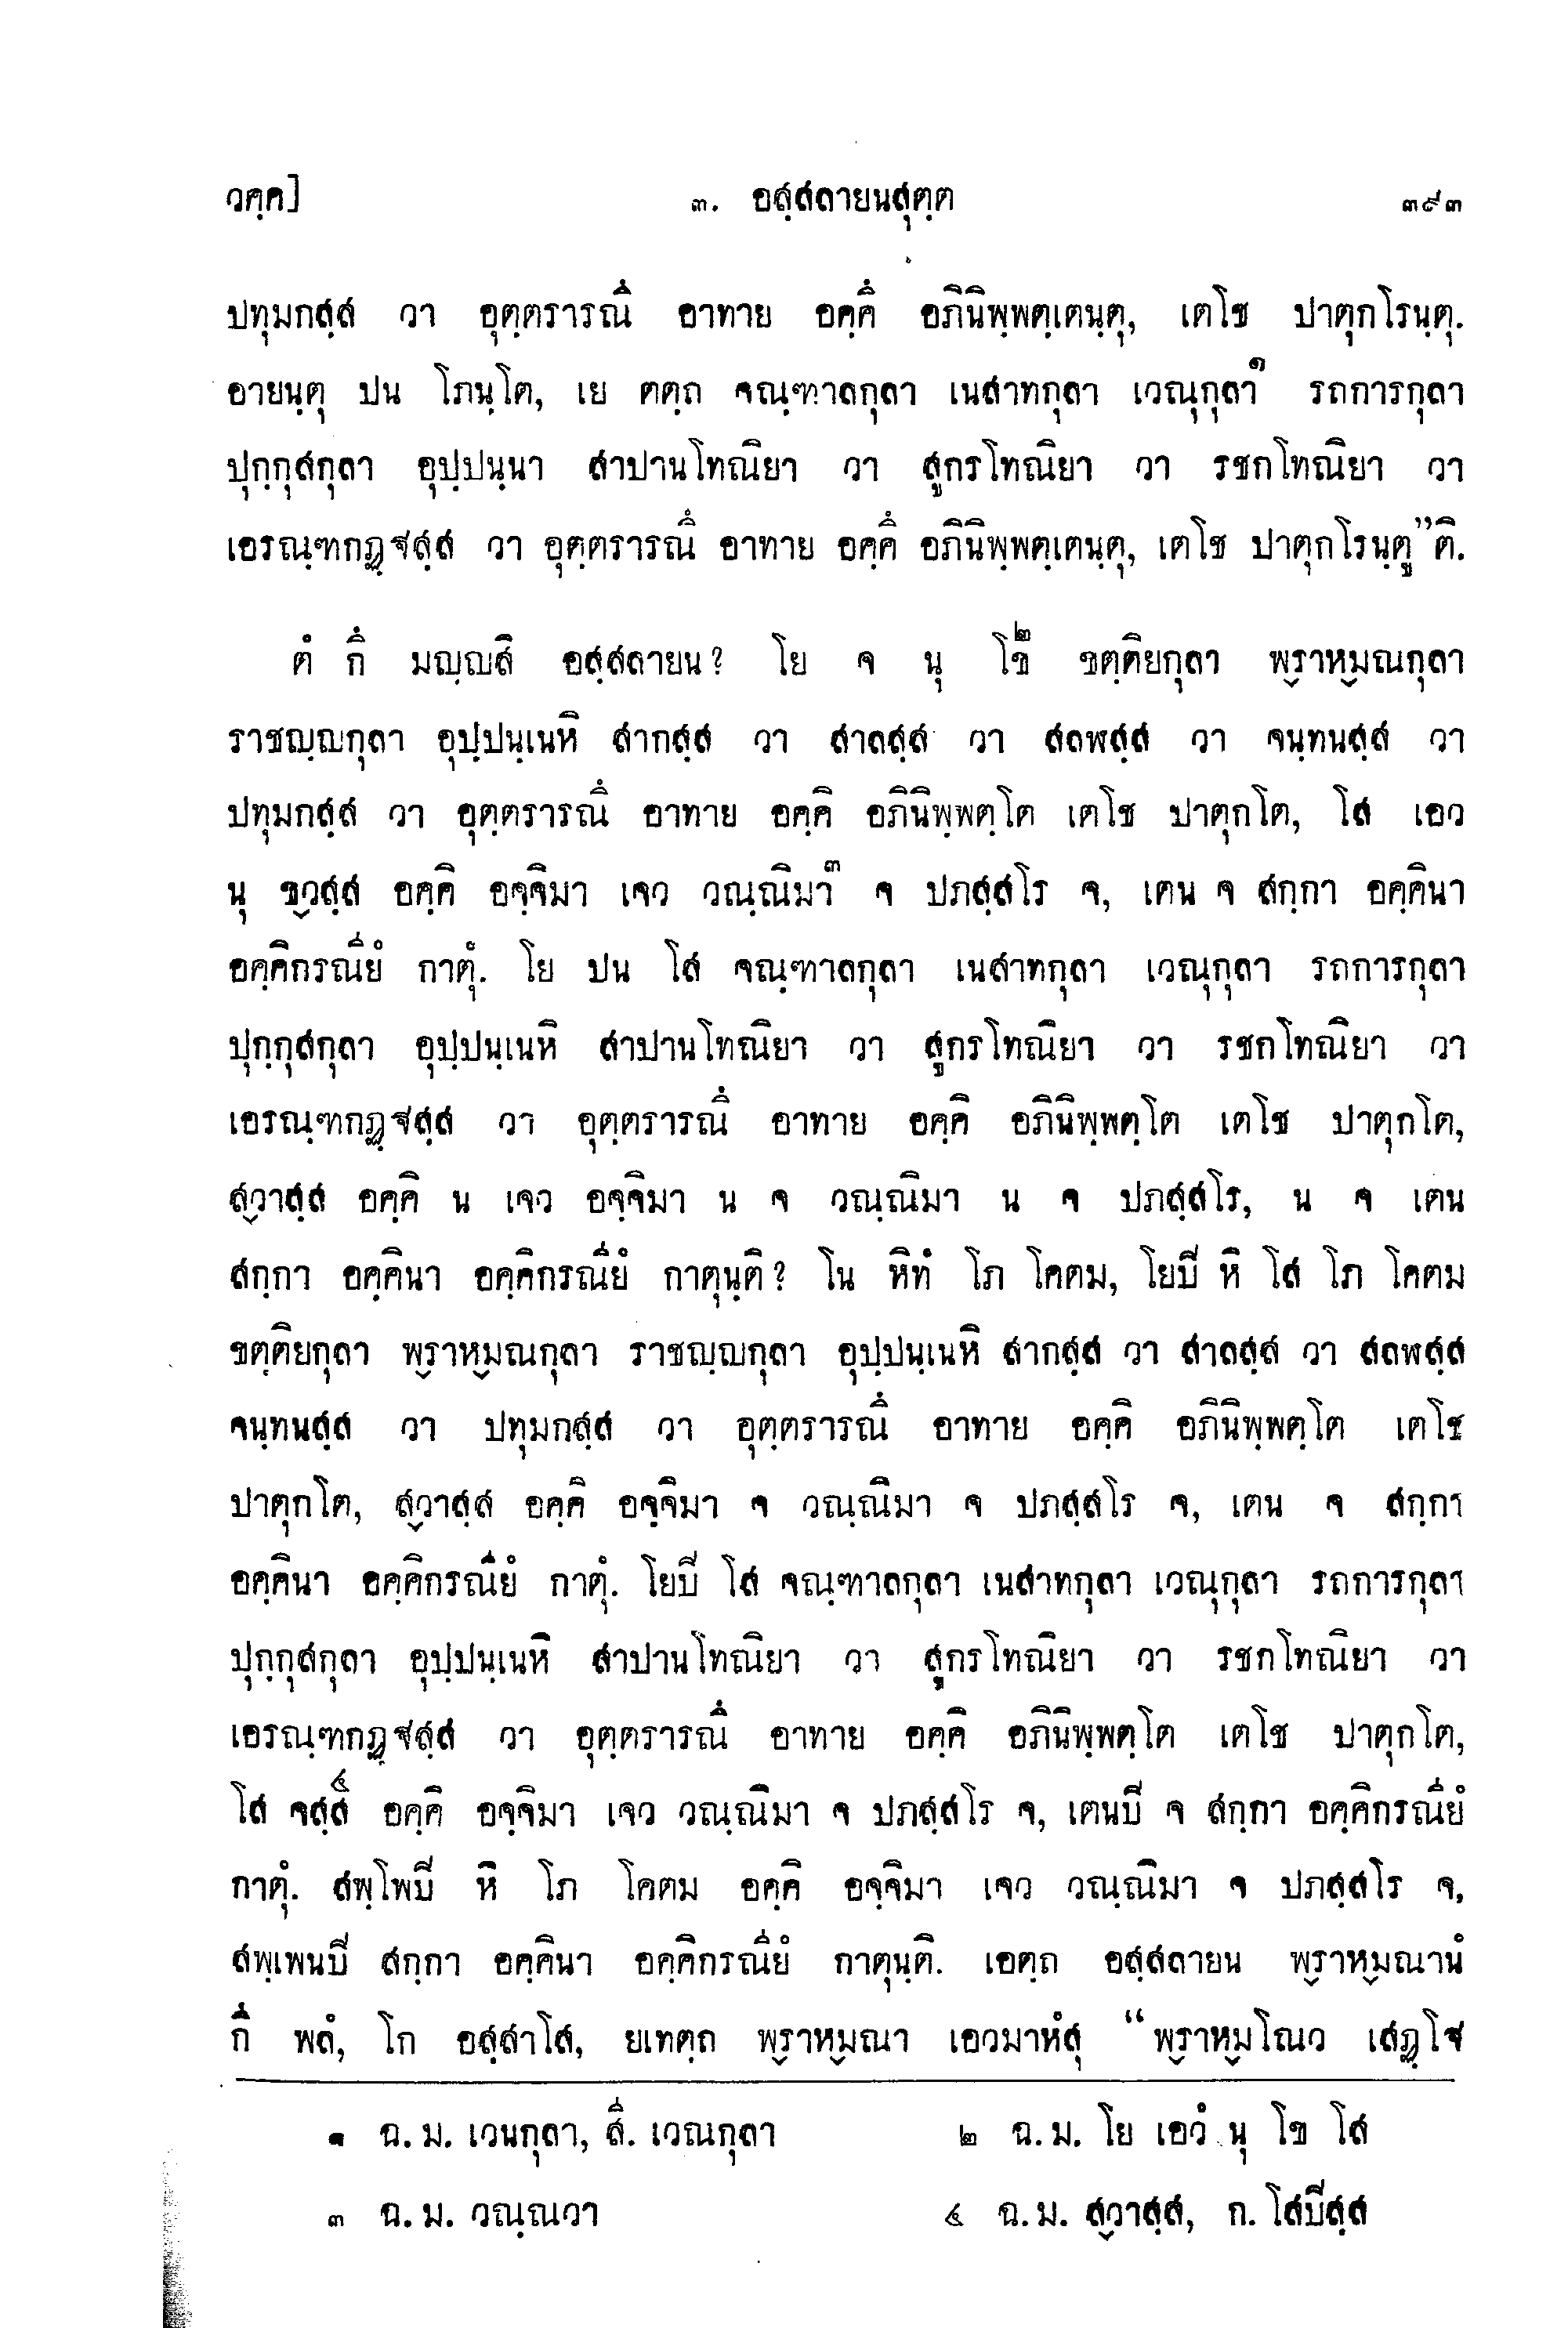 วคฺค]	๓. อสฺสลายนสุตฺต	๓๙๓
ปทุมกสฺส วา อุตฺตรารณึ อาทาย อคฺคึ อภินิพฺพตฺเตนฺตุ, เตโช ปาตุกโรนฺตุ.
อายนฺตุ ปน โภนฺโต, เย ตตฺถ จณฺฑาลกุลา เนสาทกุลา เวณุกุลา๑ รถการกุลา
ปุกฺกุสกุลา อุปฺปนฺนา สาปานโทณิยา วา สูกรโทณิยา วา รชกโทณิยา วา
เอรณฺฑกฏฺฐสฺส วา อุตฺตรารณึ อาทาย อคฺคึ อภินิพฺพตฺเตนฺตุ, เตโช ปาตุกโรนฺตู”ติ.
ตํ กึ มญฺญสิ อสฺสลายน? โย จ นุ โข๒ ขตฺติยกุลา พฺราหฺมณกุลา
ราชญฺญกุลา อุปฺปนฺเนหิ สากสฺส วา สาลสฺส วา สลฬสฺส วา จนฺทนสฺส วา
ปทุมกสฺส วา อุตฺตรารณึ อาทาย อคฺคิ อภินิพฺพตฺโต เตโช ปาตุกโต, โส เอว
นุ ขฺวสฺส อคฺคิ อจฺจิมา เจว วณฺณิมา๓ จ ปภสฺสโร จ, เตน จ สกฺกา อคฺคินา
อคฺคิกรณียํ กาตุํ. โย ปน โส จณฺฑาลกุลา เนสาทกุลา เวณุกุลา รถการกุลา
ปุกฺกุสกุลา อุปฺปนฺเนหิ สาปานโทณิยา วา สูกรโทณิยา วา รชกโทณิยา วา
เอรณฺฑกฏฺฐสฺส วา อุตฺตรารณึ อาทาย อคฺคิ อภินิพฺพตฺโต เตโช ปาตุกโต,
สฺวาสฺส อคฺคิ น เจว อจฺจิมา น จ วณฺณิมา น จ ปภสฺสโร, น จ เตน
สกฺกา อคฺคินา อคฺคิกรณียํ กาตุนฺติ? โน หิทํ โภ โคตม, โยปี หิ โส โภ โคตม
ขตฺติยกุลา พฺราหฺมณกุลา ราชญฺญกุลา อุปฺปนฺเนหิ สากสฺส วา สาลสฺส วา สลฬสฺส
จนฺทนสฺส วา ปทุมกสฺส วา อุตฺตรารณึ อาทาย อคฺคิ อภินิพฺพตฺโต เตโช
ปาตุกโต, สฺวาสฺส อคฺคิ อจฺจิมา จ วณฺณิมา จ ปภสฺสโร จ, เตน จ สกฺกา
อคฺคินา อคฺคิกรณียํ กาตุํ. โยปี โส จณฺฑาลกุลา เนสาทกุลา เวณุกุลา รถการกุลา
ปุกฺกุสกุลา อุปฺปนฺเนหิ สาปานโทณิยา วา สูกรโทณิยา วา รชกโทณิยา วา
เอรณฺฑกฏฺฐสฺส วา อุตฺตรารณึ อาทาย อคฺคิ อภินิพฺพตฺโต เตโช ปาตุกโต,
โส จสฺส๔ อคฺคิ อจฺจิมา เจว วณฺณิมา จ ปภสฺสโร จ, เตนปี จ สกฺกา อคฺคิกรณียํ
กาตุํ. สพฺโพปี หิ โภ โคตม อคฺคิ อจฺจิมา เจว วณฺณิมา จ ปภสฺสโร จ,
สพฺเพนปี สกฺกา อคฺคินา อคฺคิกรณียํ กาตุนฺติ. เอตฺถ อสฺสลายน พฺราหฺมณานํ
กึ พลํ, โก อสฺสาโส, ยเทตฺถ พฺราหฺมณา เอวมาหํสุ “พฺราหฺมโณว เสฏฺโฐ
๑ ฉ.ม. เวนกุลา, สึ. เวณกุลา	๒ ฉ.ม. โย เอวํ นุ โข โส
๓ ฉ.ม. วณฺณวา	๔ ฉ.ม. สฺวาสฺส, ก. โสปีสฺส